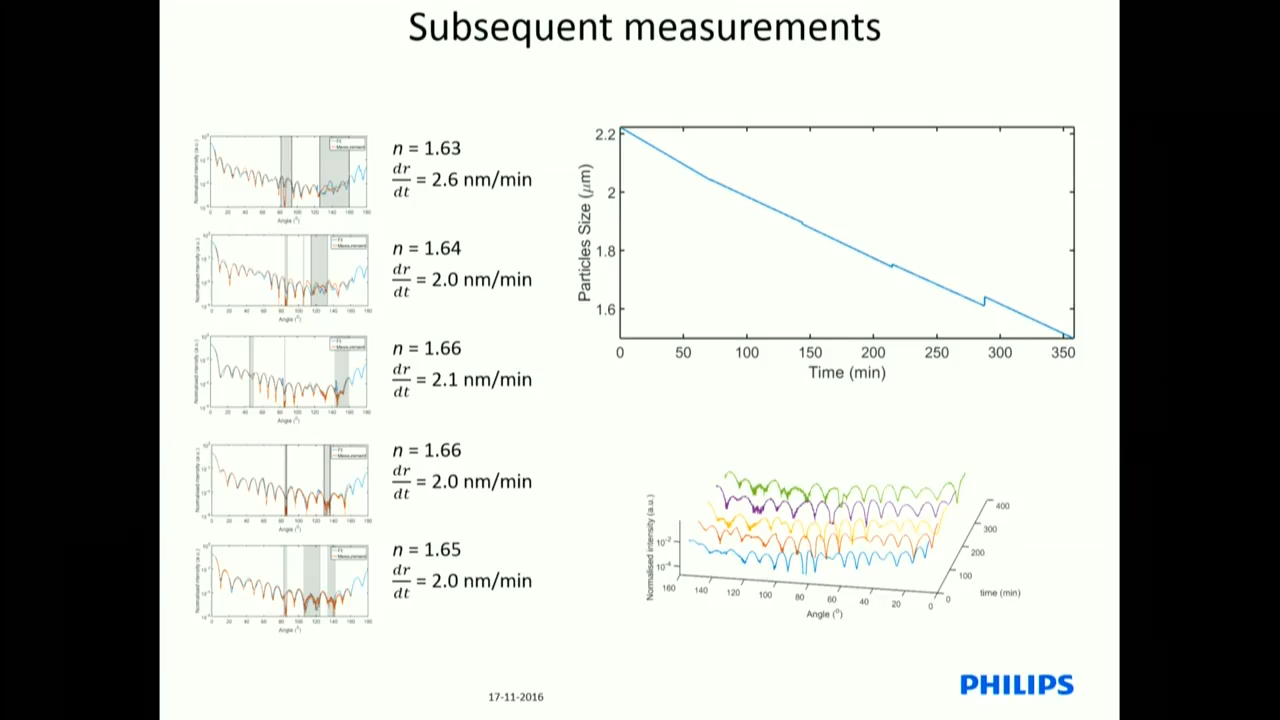 Subsequent measurements
n = 1.63
dr/dt = 2.6 nm/min
n = 1.64
dr/dt = 2.0 nm/min
n = 1.66
dr/dt = 2.1 nm/min
n = 1.66
dr/dt = 2.0 nm/min
n = 1.65
dr/dt = 2.0 nm/min
Particles Size (μm)
2.2
2
1.8
1.6
0 50 100 150 200 250 300 350
Time (min)
Normalised intensity (a.u.)
10⁻²
10⁻⁴
160 140 120 100 80 60 40 20 0
Angle (°)
0 100 200 300 400
time (min)
17-11-2016
PHILIPS